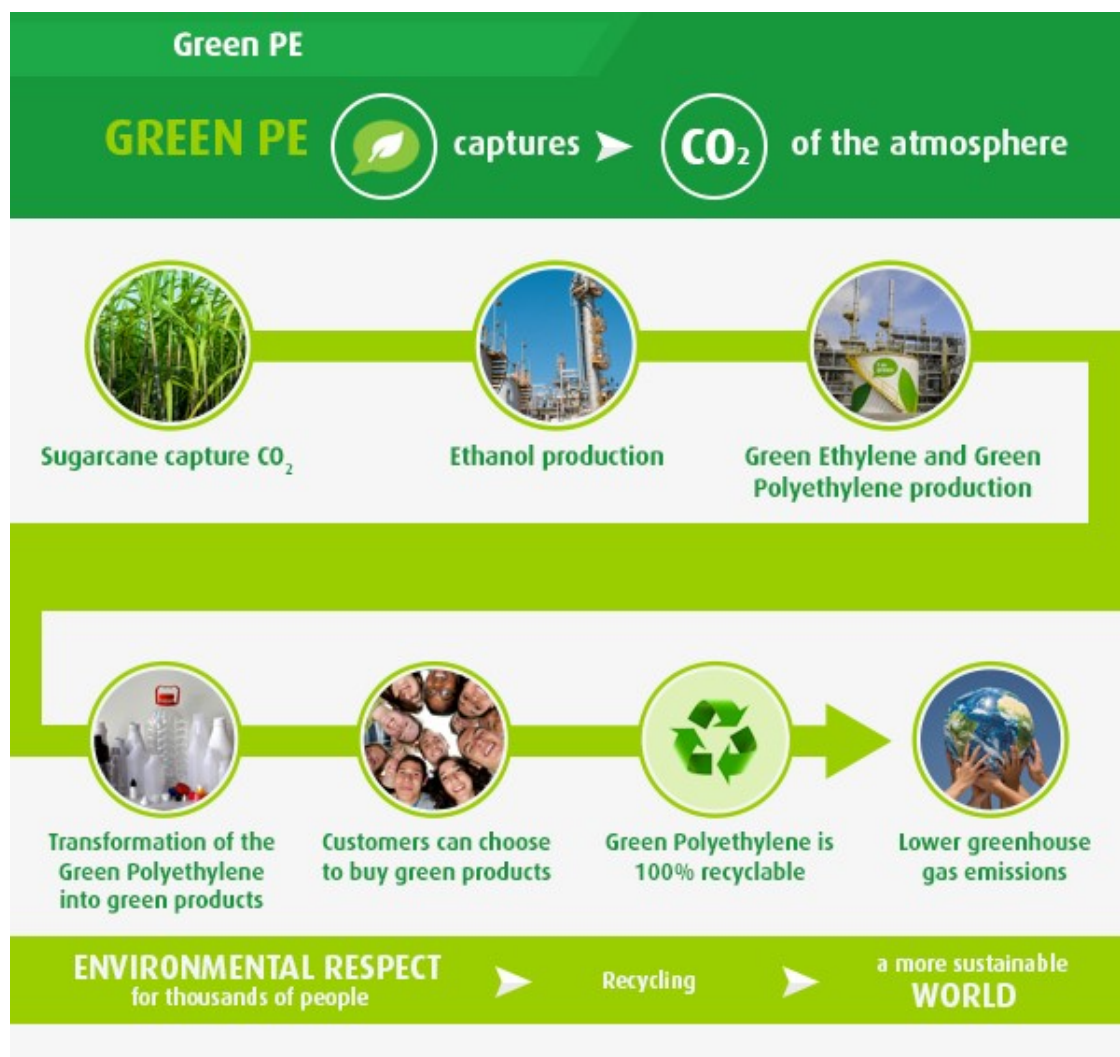 Green PE
GREEN PE captures CO₂ of the atmosphere
Sugarcane capture CO₂
Ethanol production
Green Ethylene and Green
Polyethylene production
Transformation of the
Green Polyethylene
into green products
Customers can choose
to buy green products
Green Polyethylene is
100% recyclable
Lower greenhouse
gas emissions
ENVIRONMENTAL RESPECT
for thousands of people
Recycling
a more sustainable
WORLD